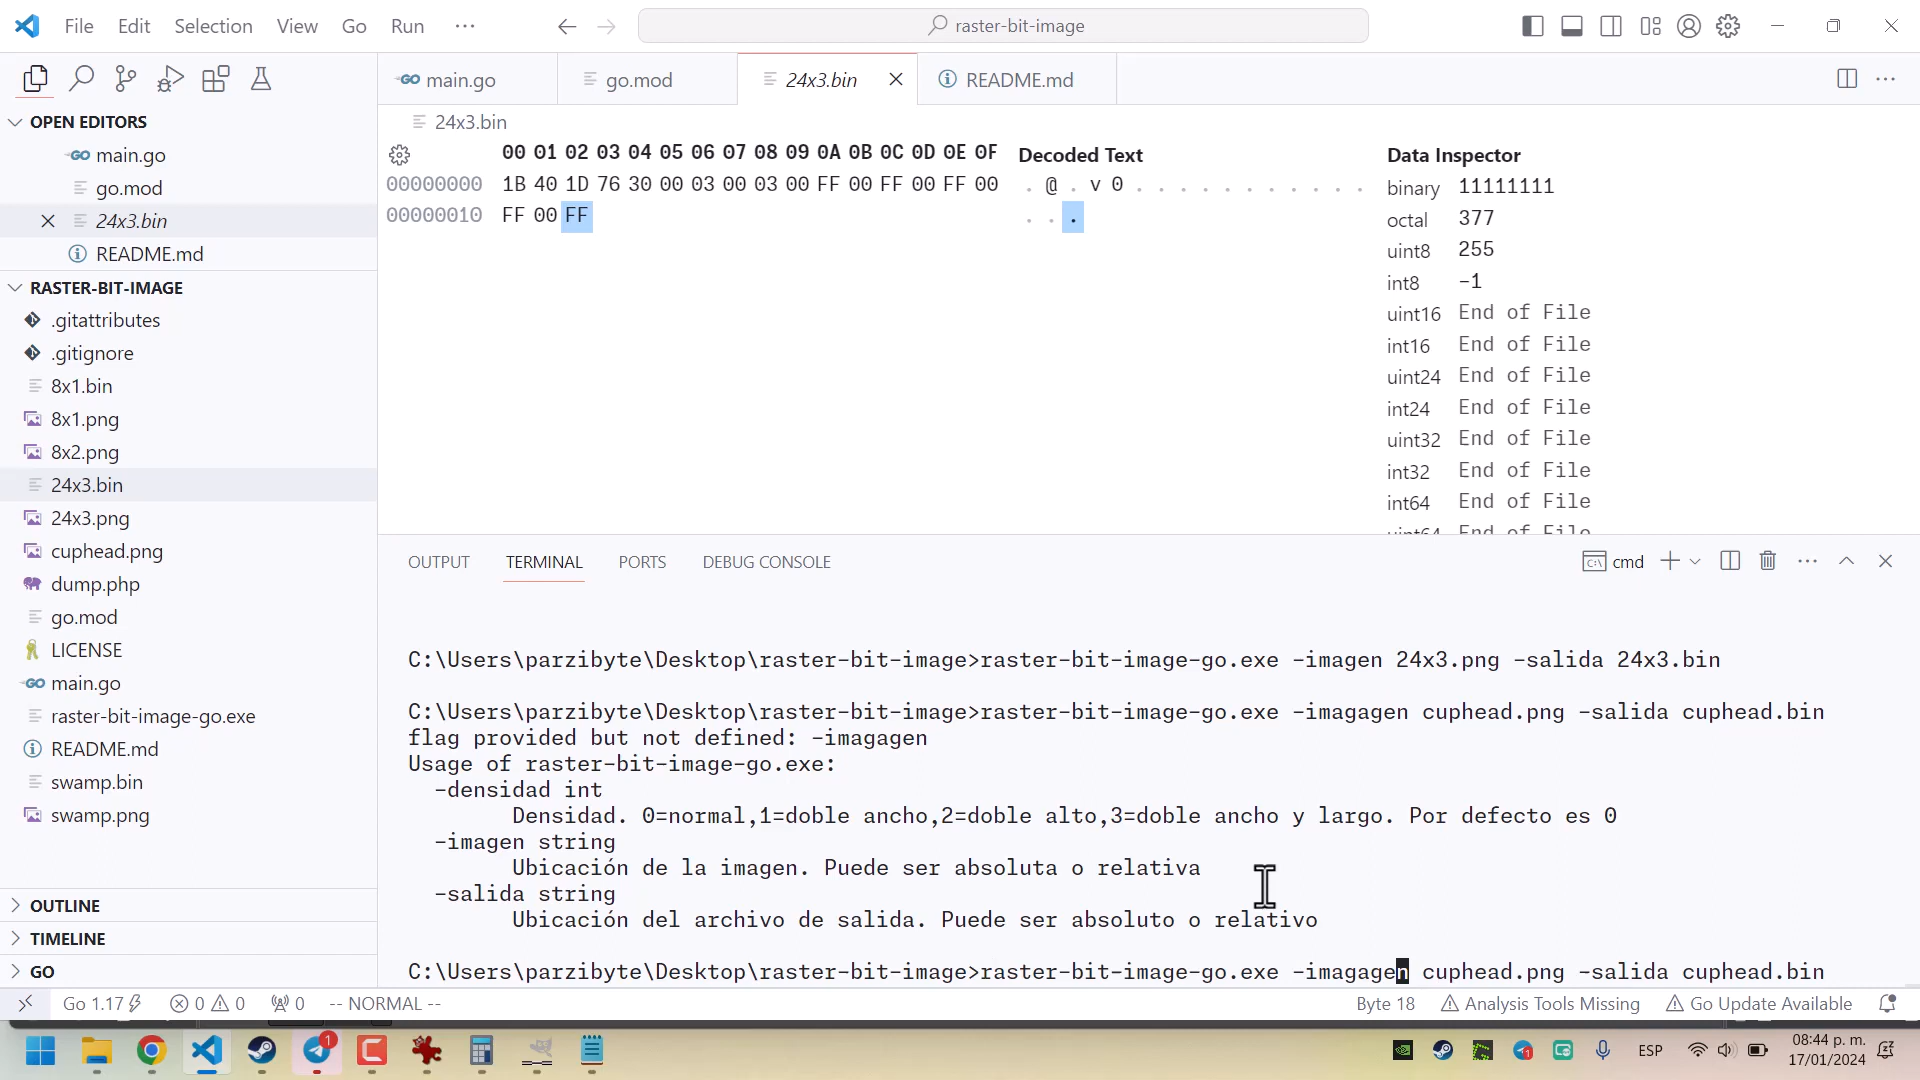 File Edit Selection View Go Run ··· raster-bit-image
main.go go.mod 24x3.bin README.md
OPEN EDITORS
main.go
go.mod
24x3.bin
README.md
RASTER-BIT-IMAGE
.gitattributes
.gitignore
8x1.bin
8x1.png
8x2.png
24x3.bin
24x3.png
cuphead.png
dump.php
go.mod
LICENSE
main.go
raster-bit-image-go.exe
README.md
swamp.bin
swamp.png
OUTLINE
TIMELINE
GO
24x3.bin
00 01 02 03 04 05 06 07 08 09 0A 0B 0C 0D 0E 0F Decoded Text
00000000 1B 40 1D 76 30 00 03 00 03 00 FF 00 FF 00 FF 00 . @ . v 0 . . . . . . . . . . .
00000010 FF 00 FF . . .
Data Inspector
binary 11111111
octal 377
uint8 255
int8 -1
uint16 End of File
int16 End of File
uint24 End of File
int24 End of File
uint32 End of File
int32 End of File
int64 End of File
uint64 End of File
OUTPUT TERMINAL PORTS DEBUG CONSOLE cmd
C:\Users\parzibyte\Desktop\raster-bit-image>raster-bit-image-go.exe -imagen 24x3.png -salida 24x3.bin
C:\Users\parzibyte\Desktop\raster-bit-image>raster-bit-image-go.exe -imagagen cuphead.png -salida cuphead.bin
flag provided but not defined: -imagagen
Usage of raster-bit-image-go.exe:
-densidad int
Densidad. 0=normal,1=doble ancho,2=doble alto,3=doble ancho y largo. Por defecto es 0
-imagen string
Ubicación de la imagen. Puede ser absoluta o relativa
-salida string
Ubicación del archivo de salida. Puede ser absoluto o relativo
C:\Users\parzibyte\Desktop\raster-bit-image>raster-bit-image-go.exe -imagagen cuphead.png -salida cuphead.bin
Go 1.17 0 0 0 -- NORMAL -- Byte 18 Analysis Tools Missing Go Update Available
1 1 ESP 08:44 p. m.
17/01/2024